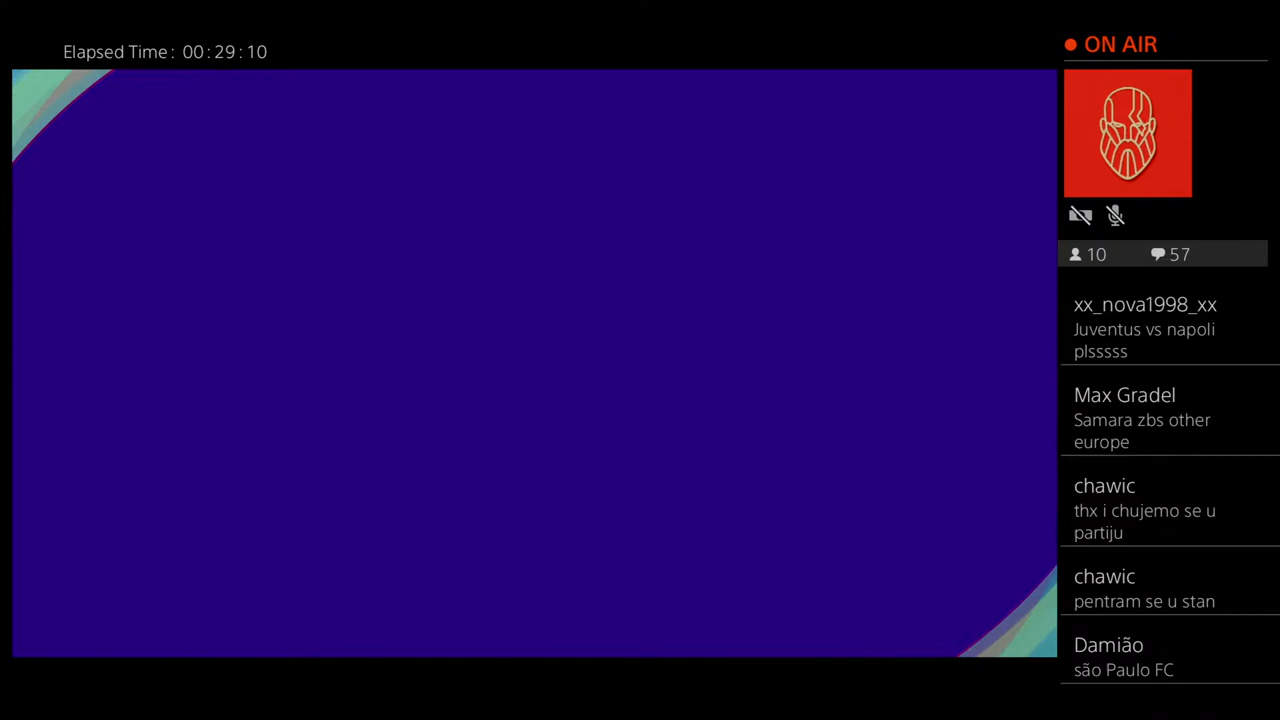 Elapsed Time: 00:29:10
ON AIR
10 57
xx_nova1998_xx
Juventus vs napoli
plsssss
Max Gradel
Samara zbs other
europe
chawic
thx i chujemo se u
partiju
chawic
pentram se u stan
Damião
são Paulo FC